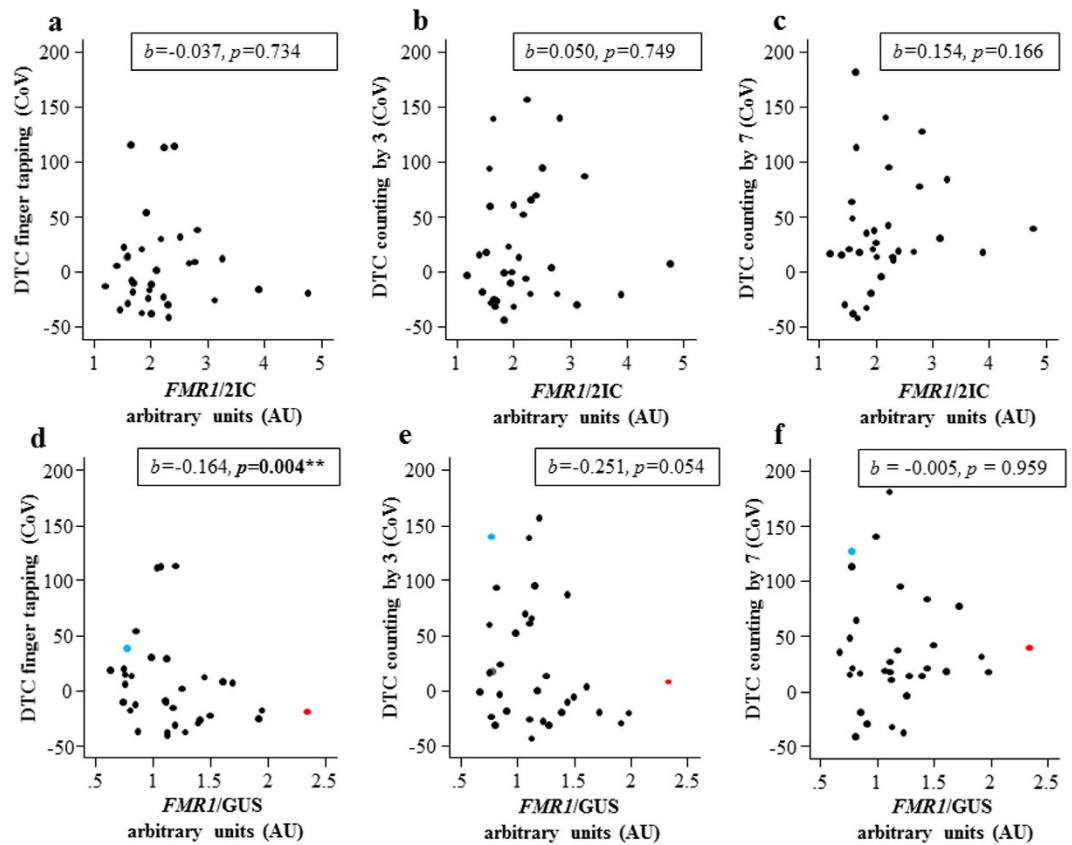 a
b=-0.037, p=0.734
DTC finger tapping (CoV)
200
150
100
50
0
-50
1 2 3 4 5
FMR1/2IC
arbitrary units (AU)
b
b=0.050, p=0.749
DTC counting by 3 (CoV)
200
150
100
50
0
-50
1 2 3 4 5
FMR1/2IC
arbitrary units (AU)
c
b=0.154, p=0.166
DTC counting by 7 (CoV)
200
150
100
50
0
-50
1 2 3 4 5
FMR1/2IC
arbitrary units (AU)
d
b=-0.164, p=0.004**
DTC finger tapping (CoV)
200
150
100
50
0
-50
.5 1 1.5 2 2.5
FMR1/GUS
arbitrary units (AU)
e
b=-0.251, p=0.054
DTC counting by 3 (CoV)
200
150
100
50
0
-50
.5 1 1.5 2 2.5
FMR1/GUS
arbitrary units (AU)
f
b = -0.005, p = 0.959
DTC counting by 7 (CoV)
200
150
100
50
0
-50
.5 1 1.5 2 2.5
FMR1/GUS
arbitrary units (AU)